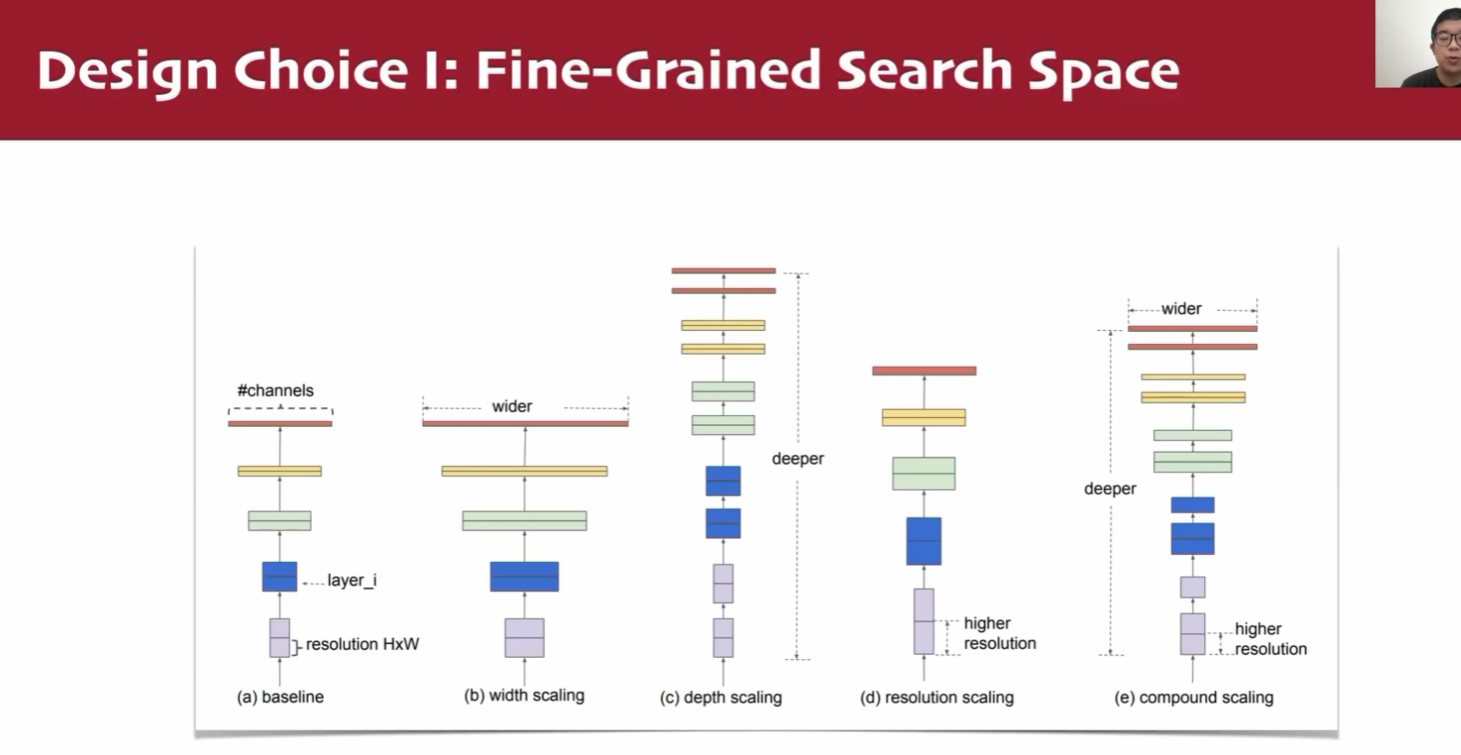 Design Choice I: Fine-Grained Search Space
#channels
wider
deeper
wider
deeper
layer_i
resolution HxW
higher
resolution
higher
resolution
(a) baseline
(b) width scaling
(c) depth scaling
(d) resolution scaling
(e) compound scaling